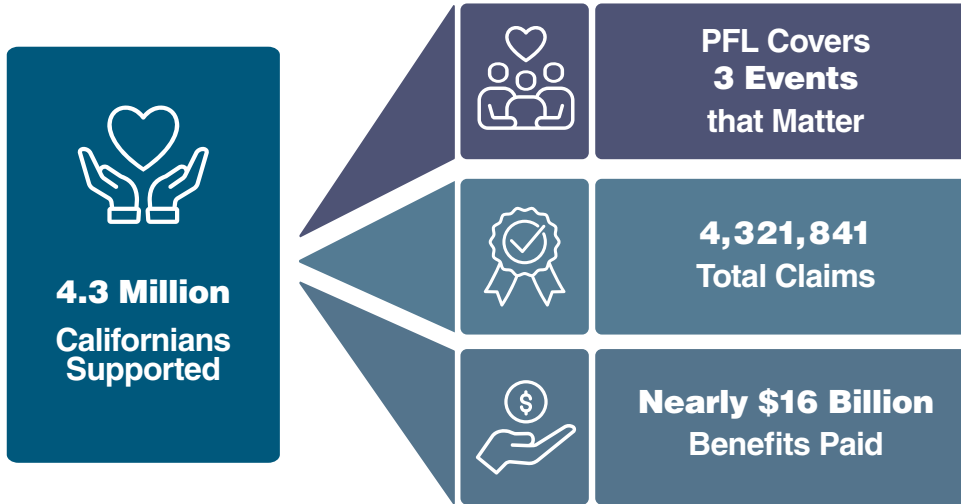 4.3 Million
Californians
Supported
PFL Covers
3 Events
that Matter
4,321,841
Total Claims
$
Nearly $16 Billion
Benefits Paid